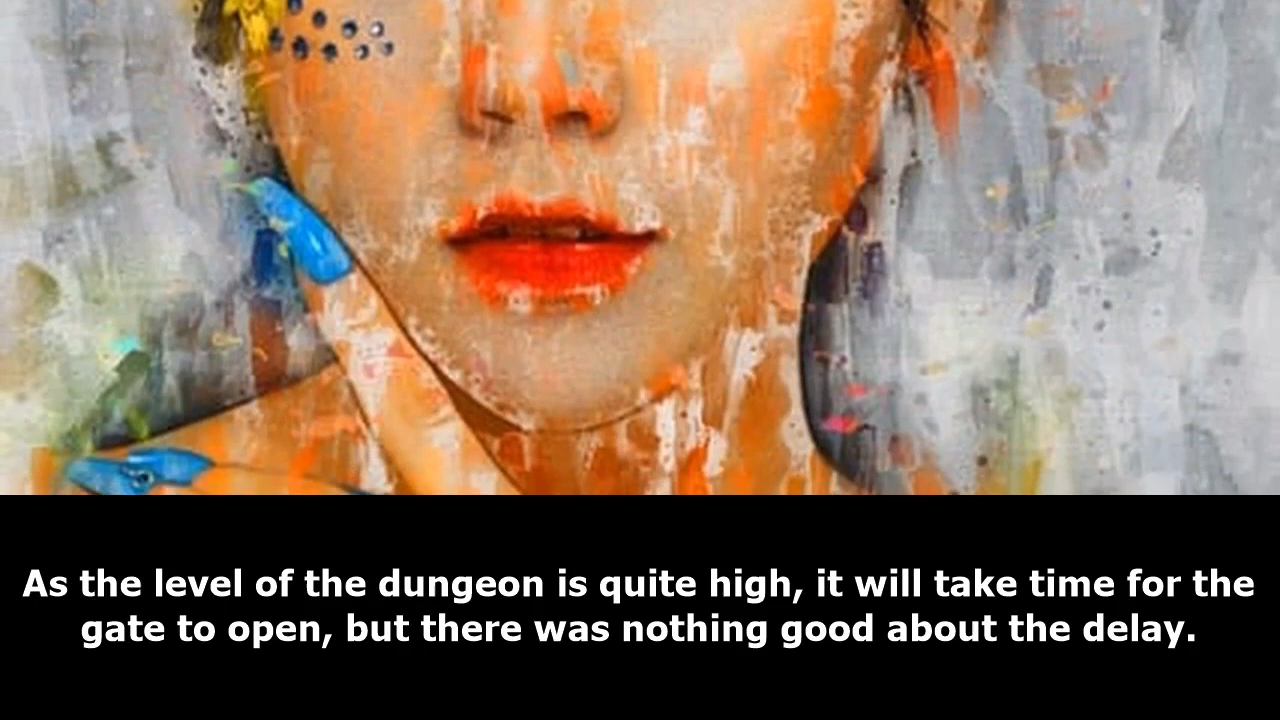 As the level of the dungeon is quite high, it will take time for the
gate to open, but there was nothing good about the delay.